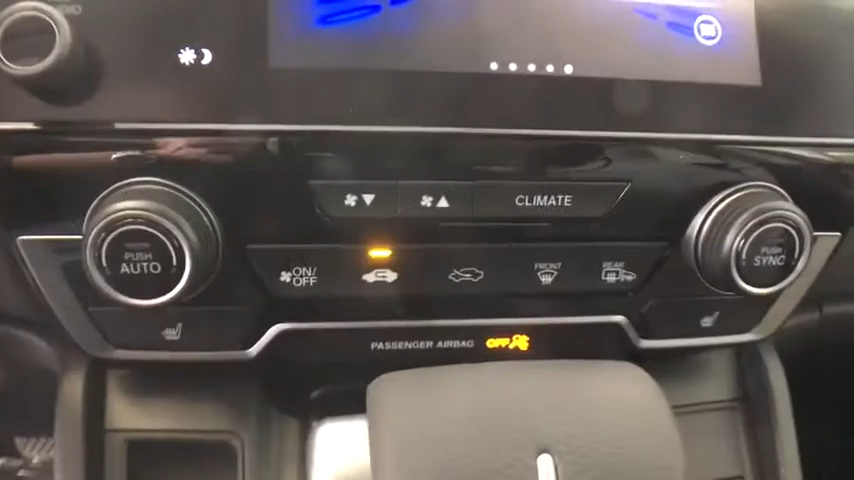 CLIMATE
PUSH
AUTO
PUSH
SYNC
ON/
OFF
FRONT
REAR
PASSENGER AIRBAG OFF